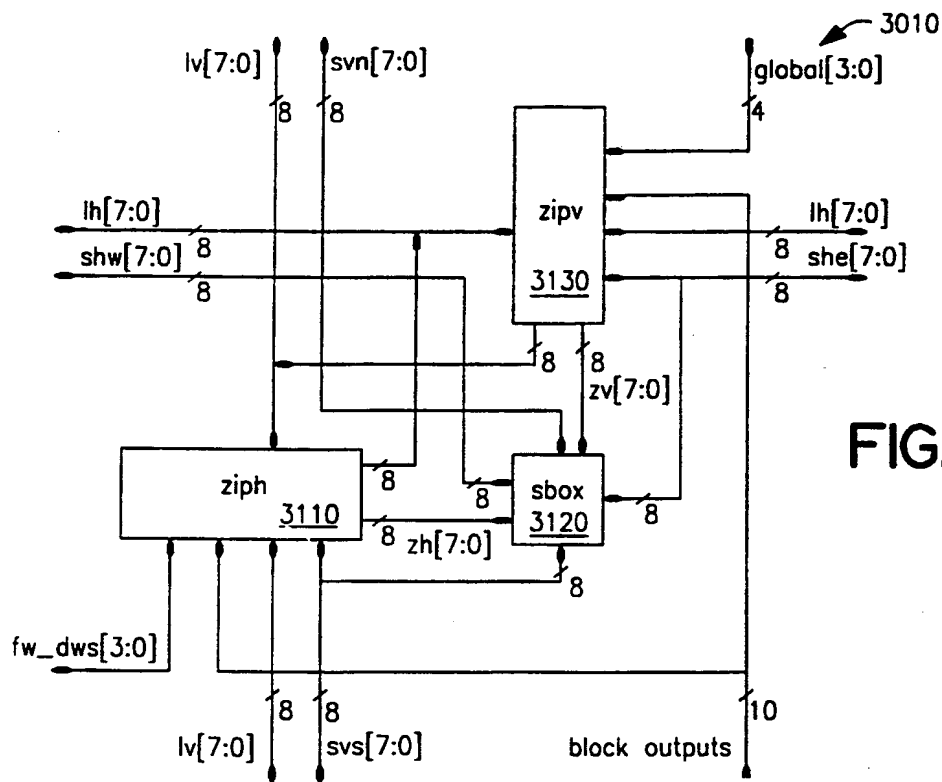 3010
lv[7:0]
svn[7:0]
global[3:0]
8
8
4
lh[7:0]
zipv
lh[7:0]
8
8
shw[7:0]
3130
she[7:0]
8
8
8
8
zv[7:0]
FIG.
ziph
8
8
sbox
3110
3120
8
8
zh[7:0]
8
fw_dws[3:0]
8
8
10
lv[7:0]
svs[7:0]
block outputs